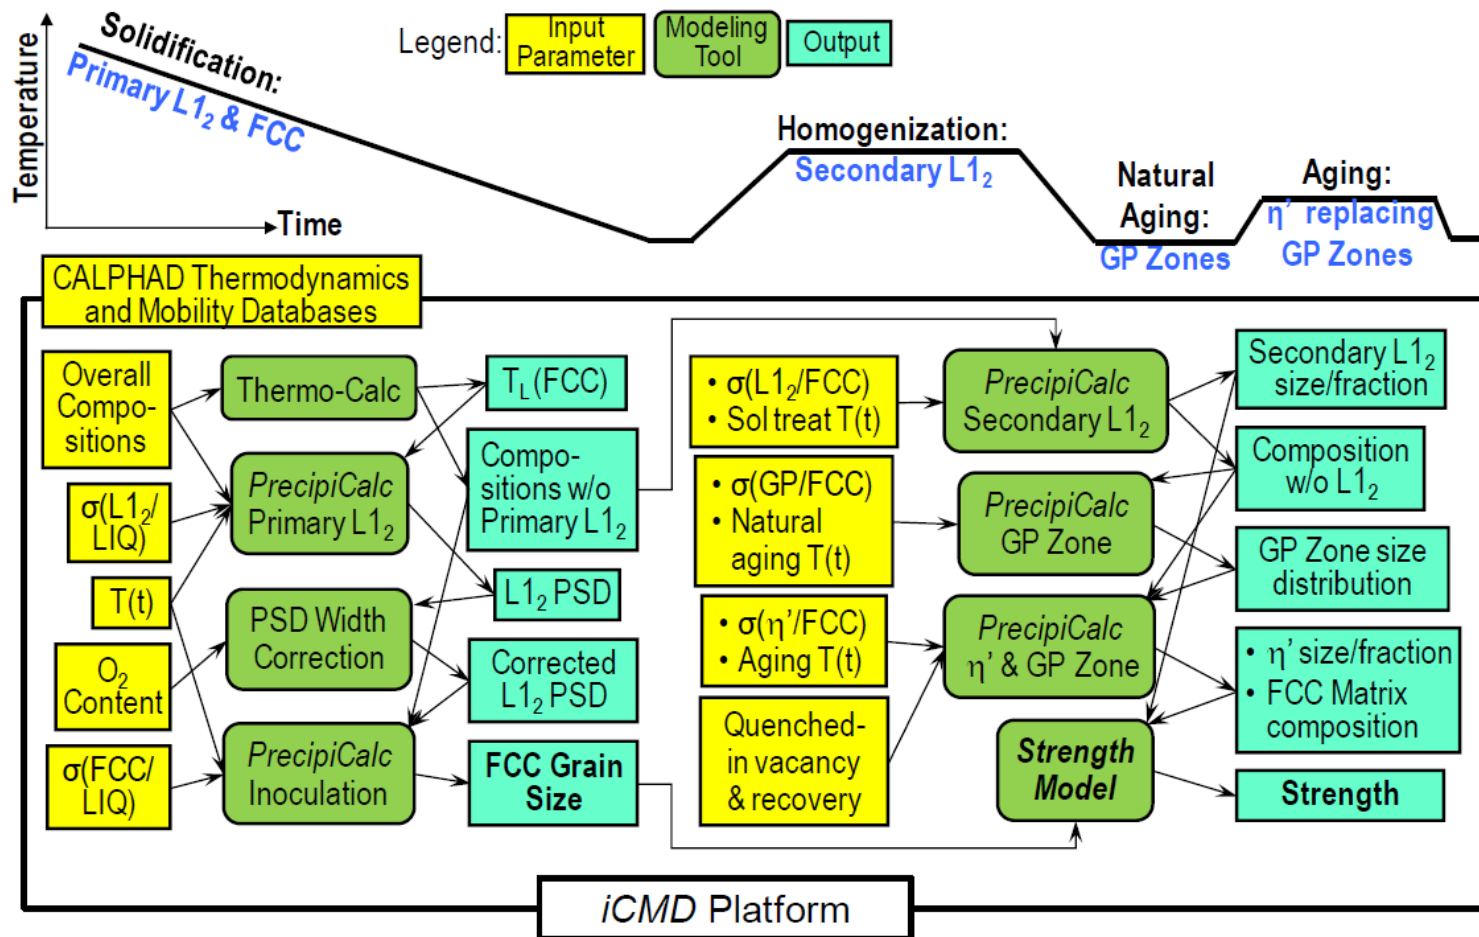 Temperature
Time
Solidification:
Primary L1₂ & FCC
Legend:
Input
Parameter
Modeling
Tool
Output
Homogenization:
Secondary L1₂
Natural
Aging:
GP Zones
Aging:
η' replacing
GP Zones
CALPHAD Thermodynamics
and Mobility Databases
Overall
Compo-
sitions
σ(L1₂/
LIQ)
T(t)
O₂
Content
σ(FCC/
LIQ)
Thermo-Calc
PrecipiCalc
Primary L1₂
PSD Width
Correction
PrecipiCalc
Inoculation
T_L(FCC)
Compo-
sitions w/o
Primary L1₂
L1₂ PSD
Corrected
L1₂ PSD
FCC Grain
Size
• σ(L1₂/FCC)
• Sol treat T(t)
• σ(GP/FCC)
• Natural
aging T(t)
• σ(η'/FCC)
• Aging T(t)
Quenched-
in vacancy
& recovery
PrecipiCalc
Secondary L1₂
PrecipiCalc
GP Zone
PrecipiCalc
η' & GP Zone
Strength
Model
Secondary L1₂
size/fraction
Composition
w/o L1₂
GP Zone size
distribution
• η' size/fraction
• FCC Matrix
composition
Strength
iCMD Platform